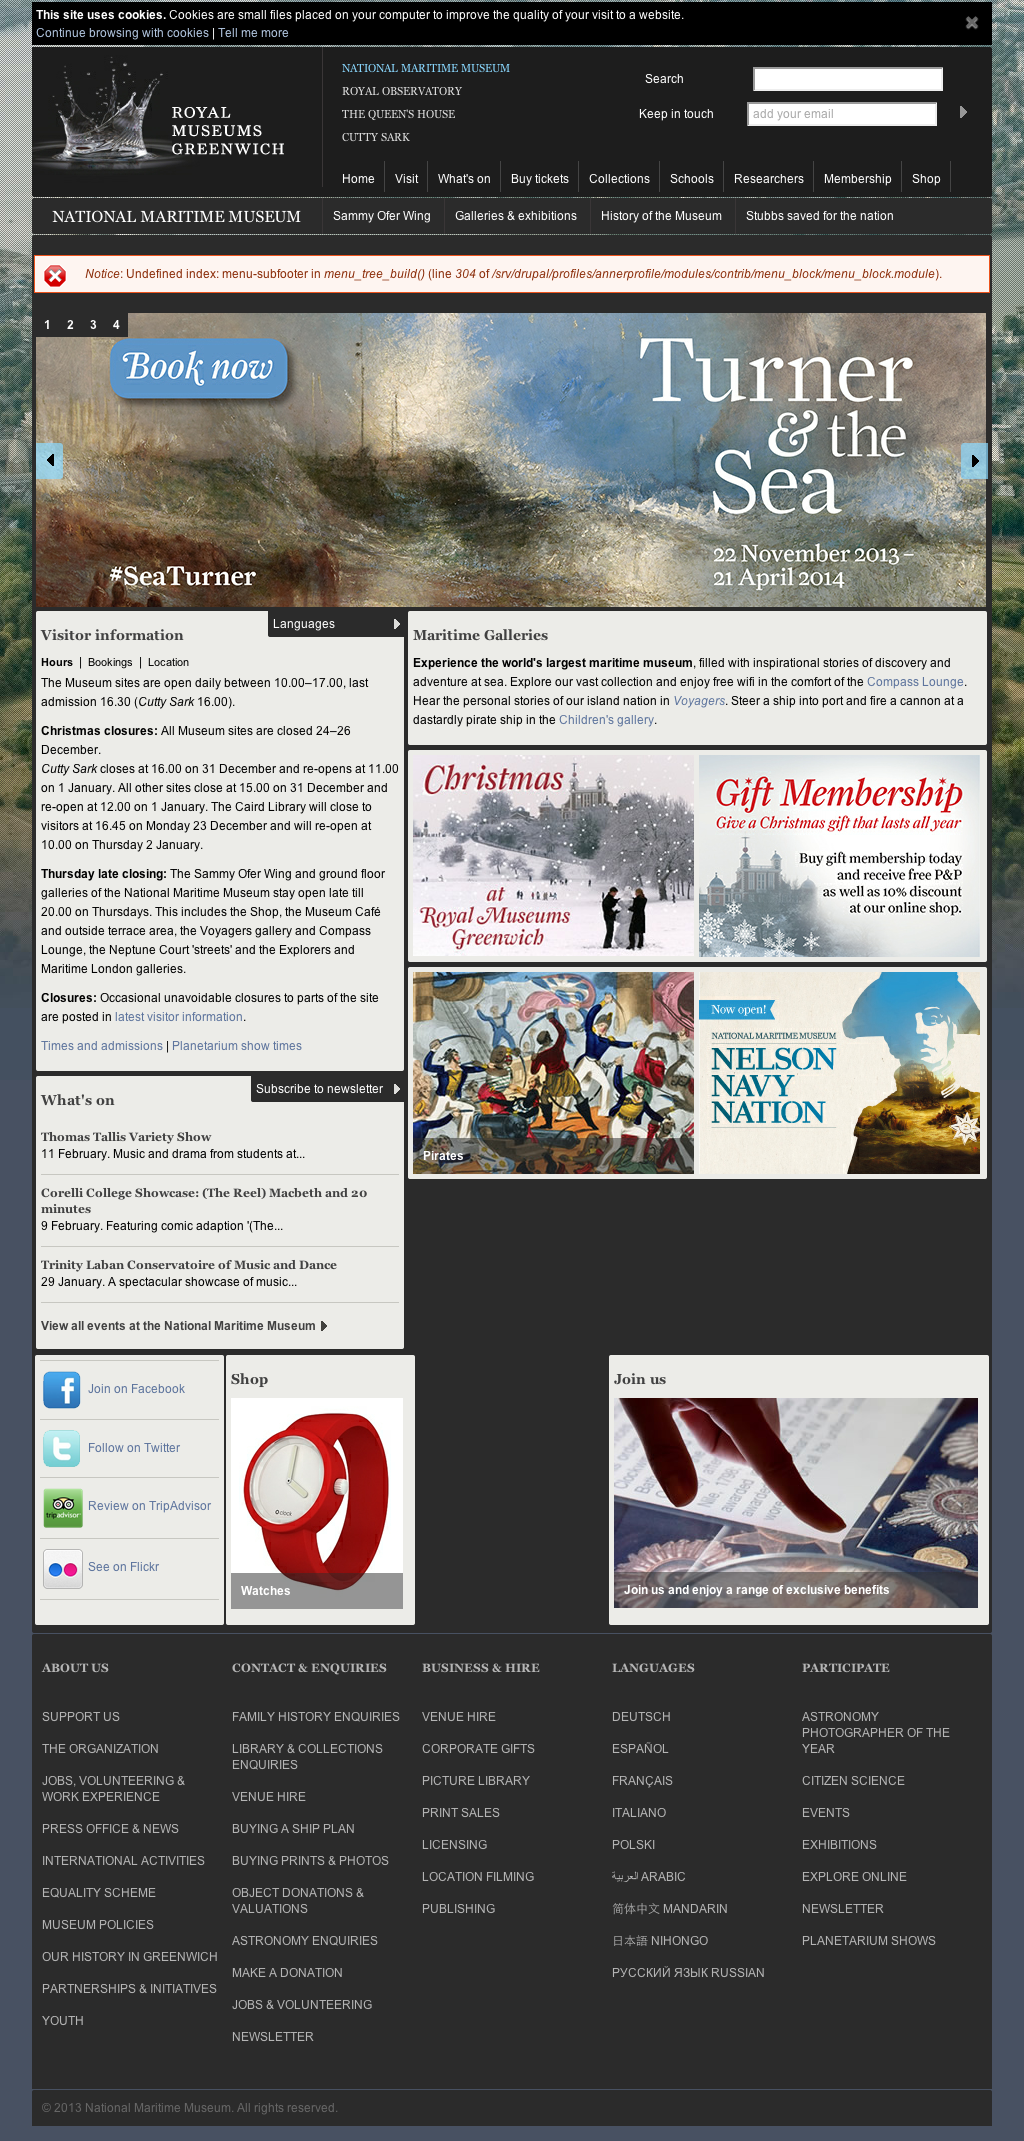 This site uses cookies. Cookies are small files placed on your computer to improve the quality of your visit to a website.
Continue browsing with cookies | Tell me more
ROYAL
MUSEUMS
GREENWICH
NATIONAL MARITIME MUSEUM
ROYAL OBSERVATORY
THE QUEEN'S HOUSE
CUTTY SARK
Search
Keep in touch
add your email
Home
Visit
What's on
Buy tickets
Collections
Schools
Researchers
Membership
Shop
NATIONAL MARITIME MUSEUM
Sammy Ofer Wing
Galleries & exhibitions
History of the Museum
Stubbs saved for the nation
Notice: Undefined index: menu-subfooter in menu_tree_build() (line 304 of /srv/drupal/profiles/annerprofile/modules/contrib/menu_block/menu_block.module).
1 2 3 4
Book now
Turner
& the
Sea
22 November 2013 –
21 April 2014
#SeaTurner
Languages
Visitor information
Hours | Bookings | Location
The Museum sites are open daily between 10.00–17.00, last
admission 16.30 (Cutty Sark 16.00).
Christmas closures: All Museum sites are closed 24–26
December.
Cutty Sark closes at 16.00 on 31 December and re-opens at 11.00
on 1 January. All other sites close at 15.00 on 31 December and
re-open at 12.00 on 1 January. The Caird Library will close to
visitors at 16.45 on Monday 23 December and will re-open at
10.00 on Thursday 2 January.
Thursday late closing: The Sammy Ofer Wing and ground floor
galleries of the National Maritime Museum stay open late till
20.00 on Thursdays. This includes the Shop, the Museum Café
and outside terrace area, the Voyagers gallery and Compass
Lounge, the Neptune Court 'streets' and the Explorers and
Maritime London galleries.
Closures: Occasional unavoidable closures to parts of the site
are posted in latest visitor information.
Times and admissions | Planetarium show times
Maritime Galleries
Experience the world's largest maritime museum, filled with inspirational stories of discovery and
adventure at sea. Explore our vast collection and enjoy free wifi in the comfort of the Compass Lounge.
Hear the personal stories of our island nation in Voyagers. Steer a ship into port and fire a cannon at a
dastardly pirate ship in the Children's gallery.
Christmas
at
Royal Museums
Greenwich
Gift Membership
Give a Christmas gift that lasts all year
Buy gift membership today
and receive free P&P
as well as 10% discount
at our online shop.
Pirates
Now open!
NATIONAL MARITIME MUSEUM
NELSON
NAVY
NATION
Subscribe to newsletter
What's on
Thomas Tallis Variety Show
11 February. Music and drama from students at...
Corelli College Showcase: (The Reel) Macbeth and 20
minutes
9 February. Featuring comic adaption '(The...
Trinity Laban Conservatoire of Music and Dance
29 January. A spectacular showcase of music...
View all events at the National Maritime Museum
Join on Facebook
Follow on Twitter
tripadvisor
Review on TripAdvisor
See on Flickr
Shop
o clock
Watches
Join us
Join us and enjoy a range of exclusive benefits
ABOUT US
SUPPORT US
THE ORGANIZATION
JOBS, VOLUNTEERING &
WORK EXPERIENCE
PRESS OFFICE & NEWS
INTERNATIONAL ACTIVITIES
EQUALITY SCHEME
MUSEUM POLICIES
OUR HISTORY IN GREENWICH
PARTNERSHIPS & INITIATIVES
YOUTH
CONTACT & ENQUIRIES
FAMILY HISTORY ENQUIRIES
LIBRARY & COLLECTIONS
ENQUIRIES
VENUE HIRE
BUYING A SHIP PLAN
BUYING PRINTS & PHOTOS
OBJECT DONATIONS &
VALUATIONS
ASTRONOMY ENQUIRIES
MAKE A DONATION
JOBS & VOLUNTEERING
NEWSLETTER
BUSINESS & HIRE
VENUE HIRE
CORPORATE GIFTS
PICTURE LIBRARY
PRINT SALES
LICENSING
LOCATION FILMING
PUBLISHING
LANGUAGES
DEUTSCH
ESPAÑOL
FRANÇAIS
ITALIANO
POLSKI
العربية ARABIC
简体中文 MANDARIN
日本語 NIHONGO
РУССКИЙ ЯЗЫК RUSSIAN
PARTICIPATE
ASTRONOMY
PHOTOGRAPHER OF THE
YEAR
CITIZEN SCIENCE
EVENTS
EXHIBITIONS
EXPLORE ONLINE
NEWSLETTER
PLANETARIUM SHOWS
© 2013 National Maritime Museum. All rights reserved.